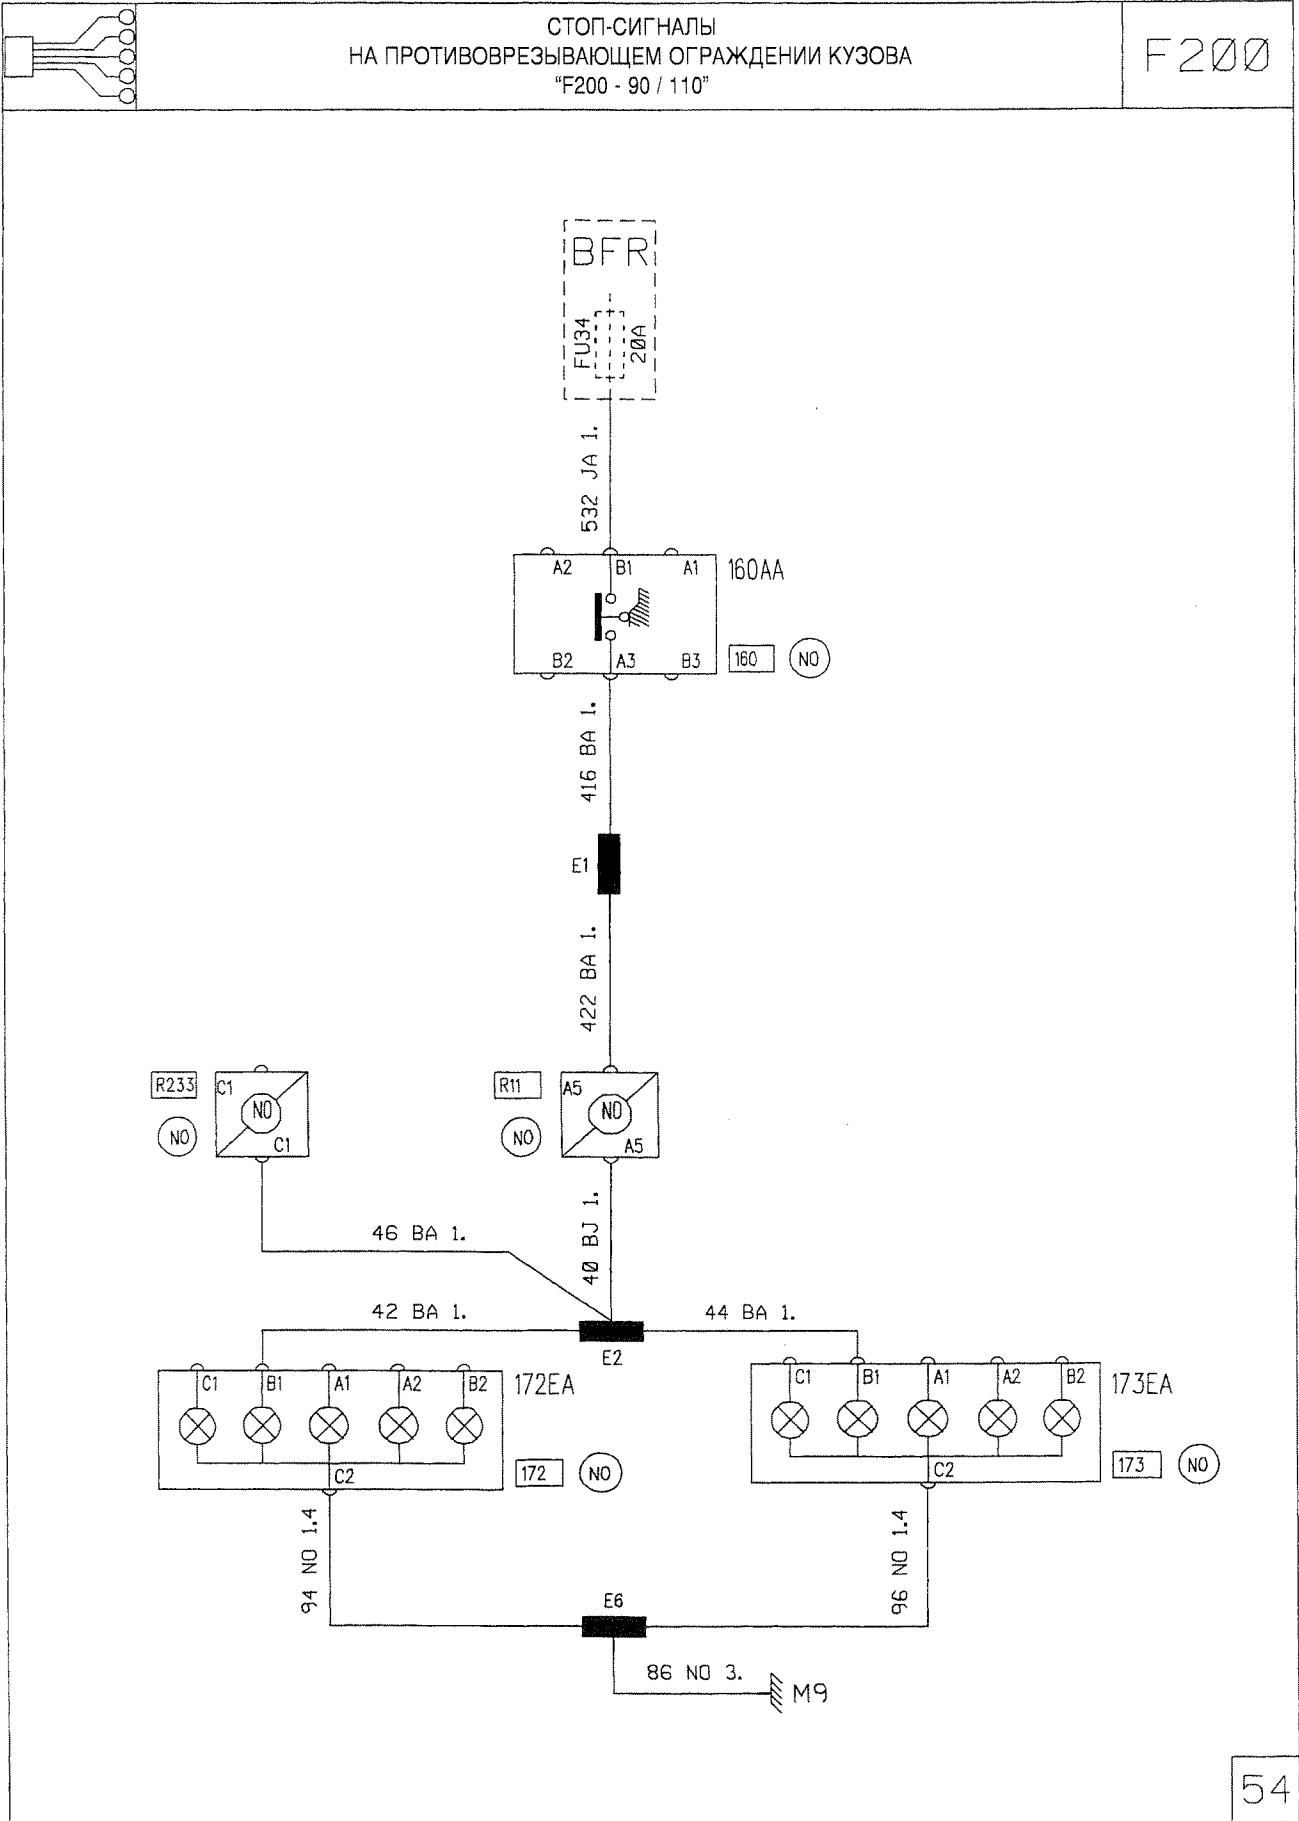 СТОП-СИГНАЛЫ
НА ПРОТИВОВРЕЗЫВАЮЩЕМ ОГРАЖДЕНИИ КУЗОВА
"F200 - 90 / 110"
F200
BFR
FU34
20A
532 JA 1.
A2 B1 A1
160AA
B2 A3 B3
160 NO
416 BA 1.
E1
422 BA 1.
R233 C1 NO C1
NO
R11 A5 NO A5
NO
46 BA 1.
40 BJ 1.
42 BA 1.
44 BA 1.
E2
C1 B1 A1 A2 B2
172EA
C2
172 NO
C1 B1 A1 A2 B2
173EA
C2
173 NO
94 NO 1.4
96 NO 1.4
E6
86 NO 3.
M9
54